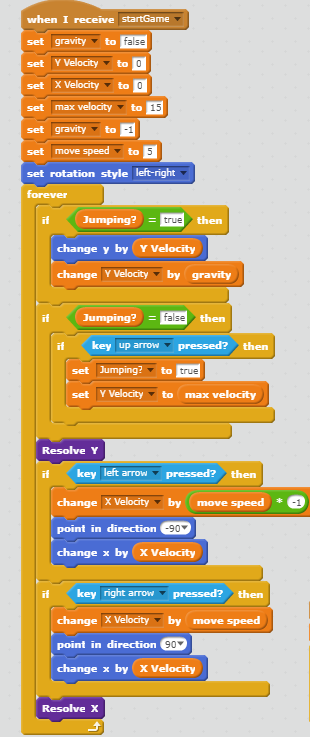 when I receive startGame
set gravity to false
set Y Velocity to 0
set X Velocity to 0
set max velocity to 15
set gravity to -1
set move speed to 5
set rotation style left-right
forever
if Jumping? = true then
change y by Y Velocity
change Y Velocity by gravity
if Jumping? = false then
if key up arrow pressed? then
set Jumping? to true
set Y Velocity to max velocity
Resolve Y
if key left arrow pressed? then
change X Velocity by move speed * -1
point in direction -90
change x by X Velocity
if key right arrow pressed? then
change X Velocity by move speed
point in direction 90
change x by X Velocity
Resolve X